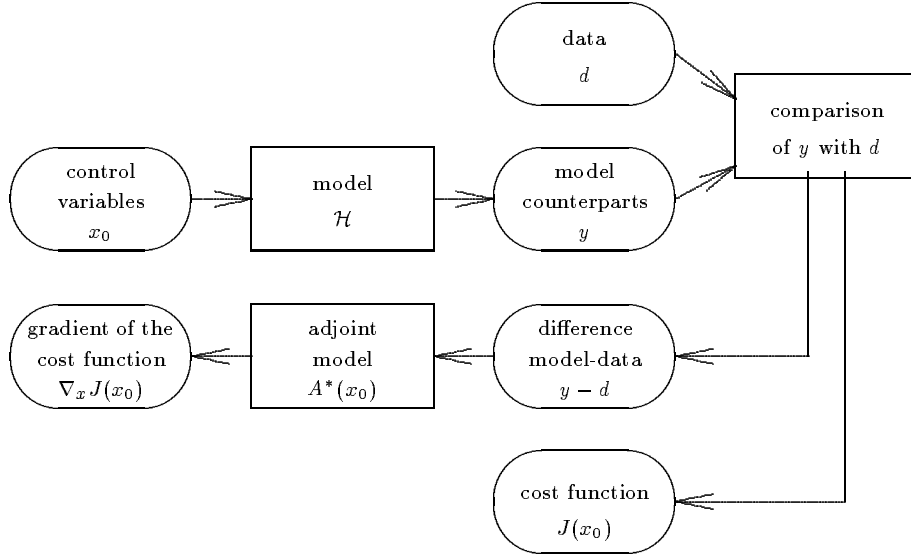 data
d
comparison
of y with d
control
variables
x₀
model
ℋ
model
counterparts
y
gradient of the
cost function
∇ₓJ(x₀)
adjoint
model
A*(x₀)
difference
model-data
y − d
cost function
J(x₀)